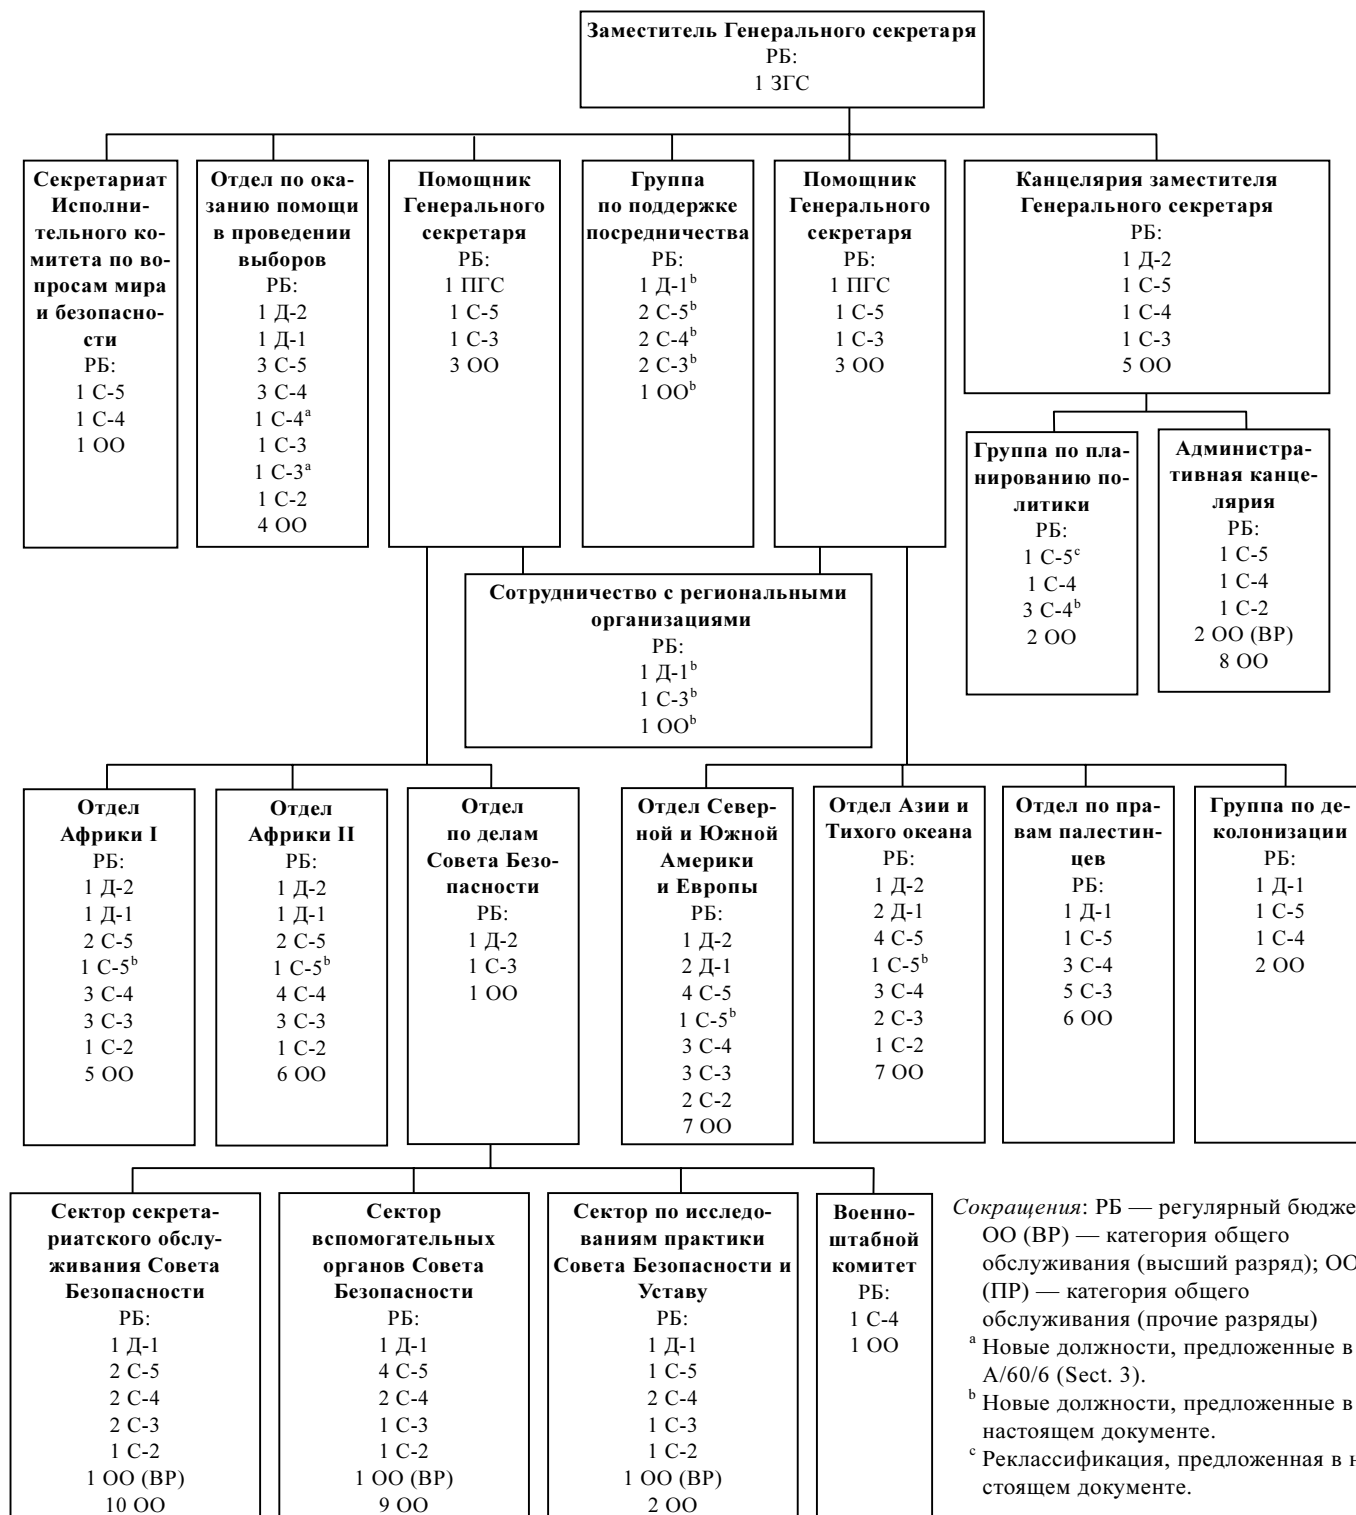 Заместитель Генерального секретаря
РБ:
1 ЗГС
Секретариат
Исполни-
тельного ко-
митета по во-
просам мира
и безопасно-
сти
РБ:
1 С-5
1 С-4
1 ОО
Отдел по ока-
занию помощи
в проведении
выборов
РБ:
1 Д-2
1 Д-1
3 С-5
3 С-4
1 С-4ᵃ
1 С-3
1 С-3ᵃ
1 С-2
4 ОО
Помощник
Генерального
секретаря
РБ:
1 ПГС
1 С-5
1 С-3
3 ОО
Группа
по поддержке
посредничества
РБ:
1 Д-1ᵇ
2 С-5ᵇ
2 С-4ᵇ
2 С-3ᵇ
1 ООᵇ
Помощник
Генерального
секретаря
РБ:
1 ПГС
1 С-5
1 С-3
3 ОО
Канцелярия заместителя
Генерального секретаря
РБ:
1 Д-2
1 С-5
1 С-4
1 С-3
5 ОО
Группа по пла-
нированию по-
литики
РБ:
1 С-5ᶜ
1 С-4
3 С-4ᵇ
2 ОО
Администра-
тивная канце-
лярия
РБ:
1 С-5
1 С-4
1 С-2
2 ОО (ВР)
8 ОО
Сотрудничество с региональными
организациями
РБ:
1 Д-1ᵇ
1 С-3ᵇ
1 ООᵇ
Отдел
Африки I
РБ:
1 Д-2
1 Д-1
2 С-5
1 С-5ᵇ
3 С-4
3 С-3
1 С-2
5 ОО
Отдел
Африки II
РБ:
1 Д-2
1 Д-1
2 С-5
1 С-5ᵇ
4 С-4
3 С-3
1 С-2
6 ОО
Отдел
по делам
Совета Безо-
пасности
РБ:
1 Д-2
1 С-3
1 ОО
Отдел Север-
ной и Южной
Америки
и Европы
РБ:
1 Д-2
2 Д-1
4 С-5
1 С-5ᵇ
3 С-4
3 С-3
2 С-2
7 ОО
Отдел Азии и
Тихого океана
РБ:
1 Д-2
2 Д-1
4 С-5
1 С-5ᵇ
3 С-4
2 С-3
1 С-2
7 ОО
Отдел по пра-
вам палестин-
цев
РБ:
1 Д-1
1 С-5
3 С-4
5 С-3
6 ОО
Группа по де-
колонизации
РБ:
1 Д-1
1 С-5
1 С-4
2 ОО
Сектор секрета-
риатского обслу-
живания Совета
Безопасности
РБ:
1 Д-1
2 С-5
2 С-4
2 С-3
1 С-2
1 ОО (ВР)
10 ОО
Сектор
вспомогательных
органов Совета
Безопасности
РБ:
1 Д-1
4 С-5
2 С-4
1 С-3
1 С-2
1 ОО (ВР)
9 ОО
Сектор по исследо-
ваниям практики
Совета Безопасности и
Уставу
РБ:
1 Д-1
1 С-5
2 С-4
1 С-3
1 С-2
1 ОО (ВР)
2 ОО
Военно-
штабной
комитет
РБ:
1 С-4
1 ОО
Сокращения: РБ — регулярный бюдже
ОО (ВР) — категория общего
обслуживания (высший разряд); ОО
(ПР) — категория общего
обслуживания (прочие разряды)
ᵃ Новые должности, предложенные в
A/60/6 (Sect. 3).
ᵇ Новые должности, предложенные в
настоящем документе.
ᶜ Реклассификация, предложенная в н
стоящем документе.